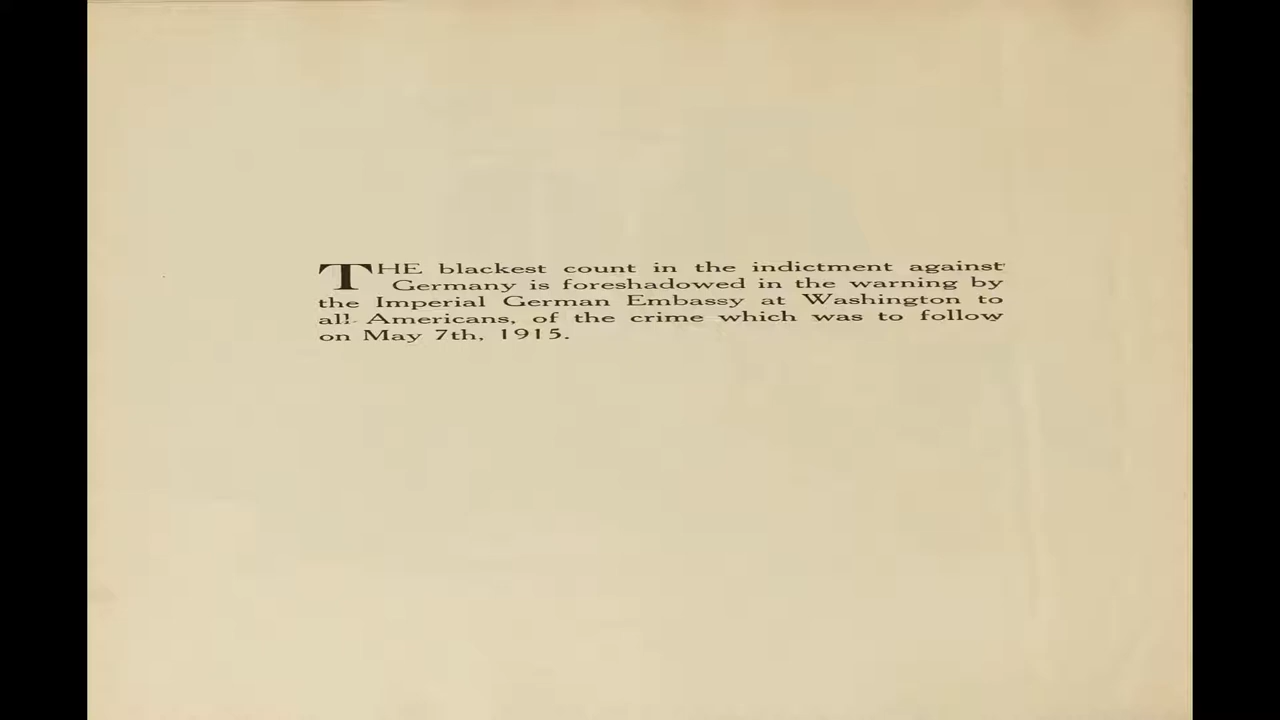 THE blackest count in the indictment against
Germany is foreshadowed in the warning by
the Imperial German Embassy at Washington to
all Americans, of the crime which was to follow
on May 7th, 1915.